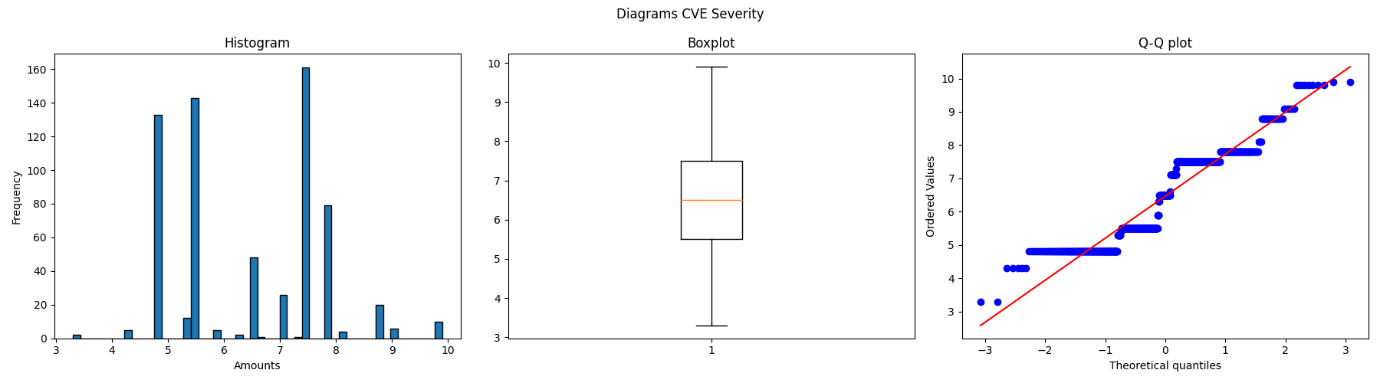 Diagrams CVE Severity
Histogram
160
140
120
100
80
60
40
20
0
Frequency
3 4 5 6 7 8 9 10
Amounts
Boxplot
10
9
8
7
6
5
4
3
1
Q-Q plot
10
9
8
7
6
5
4
3
Ordered Values
−3 −2 −1 0 1 2 3
Theoretical quantiles